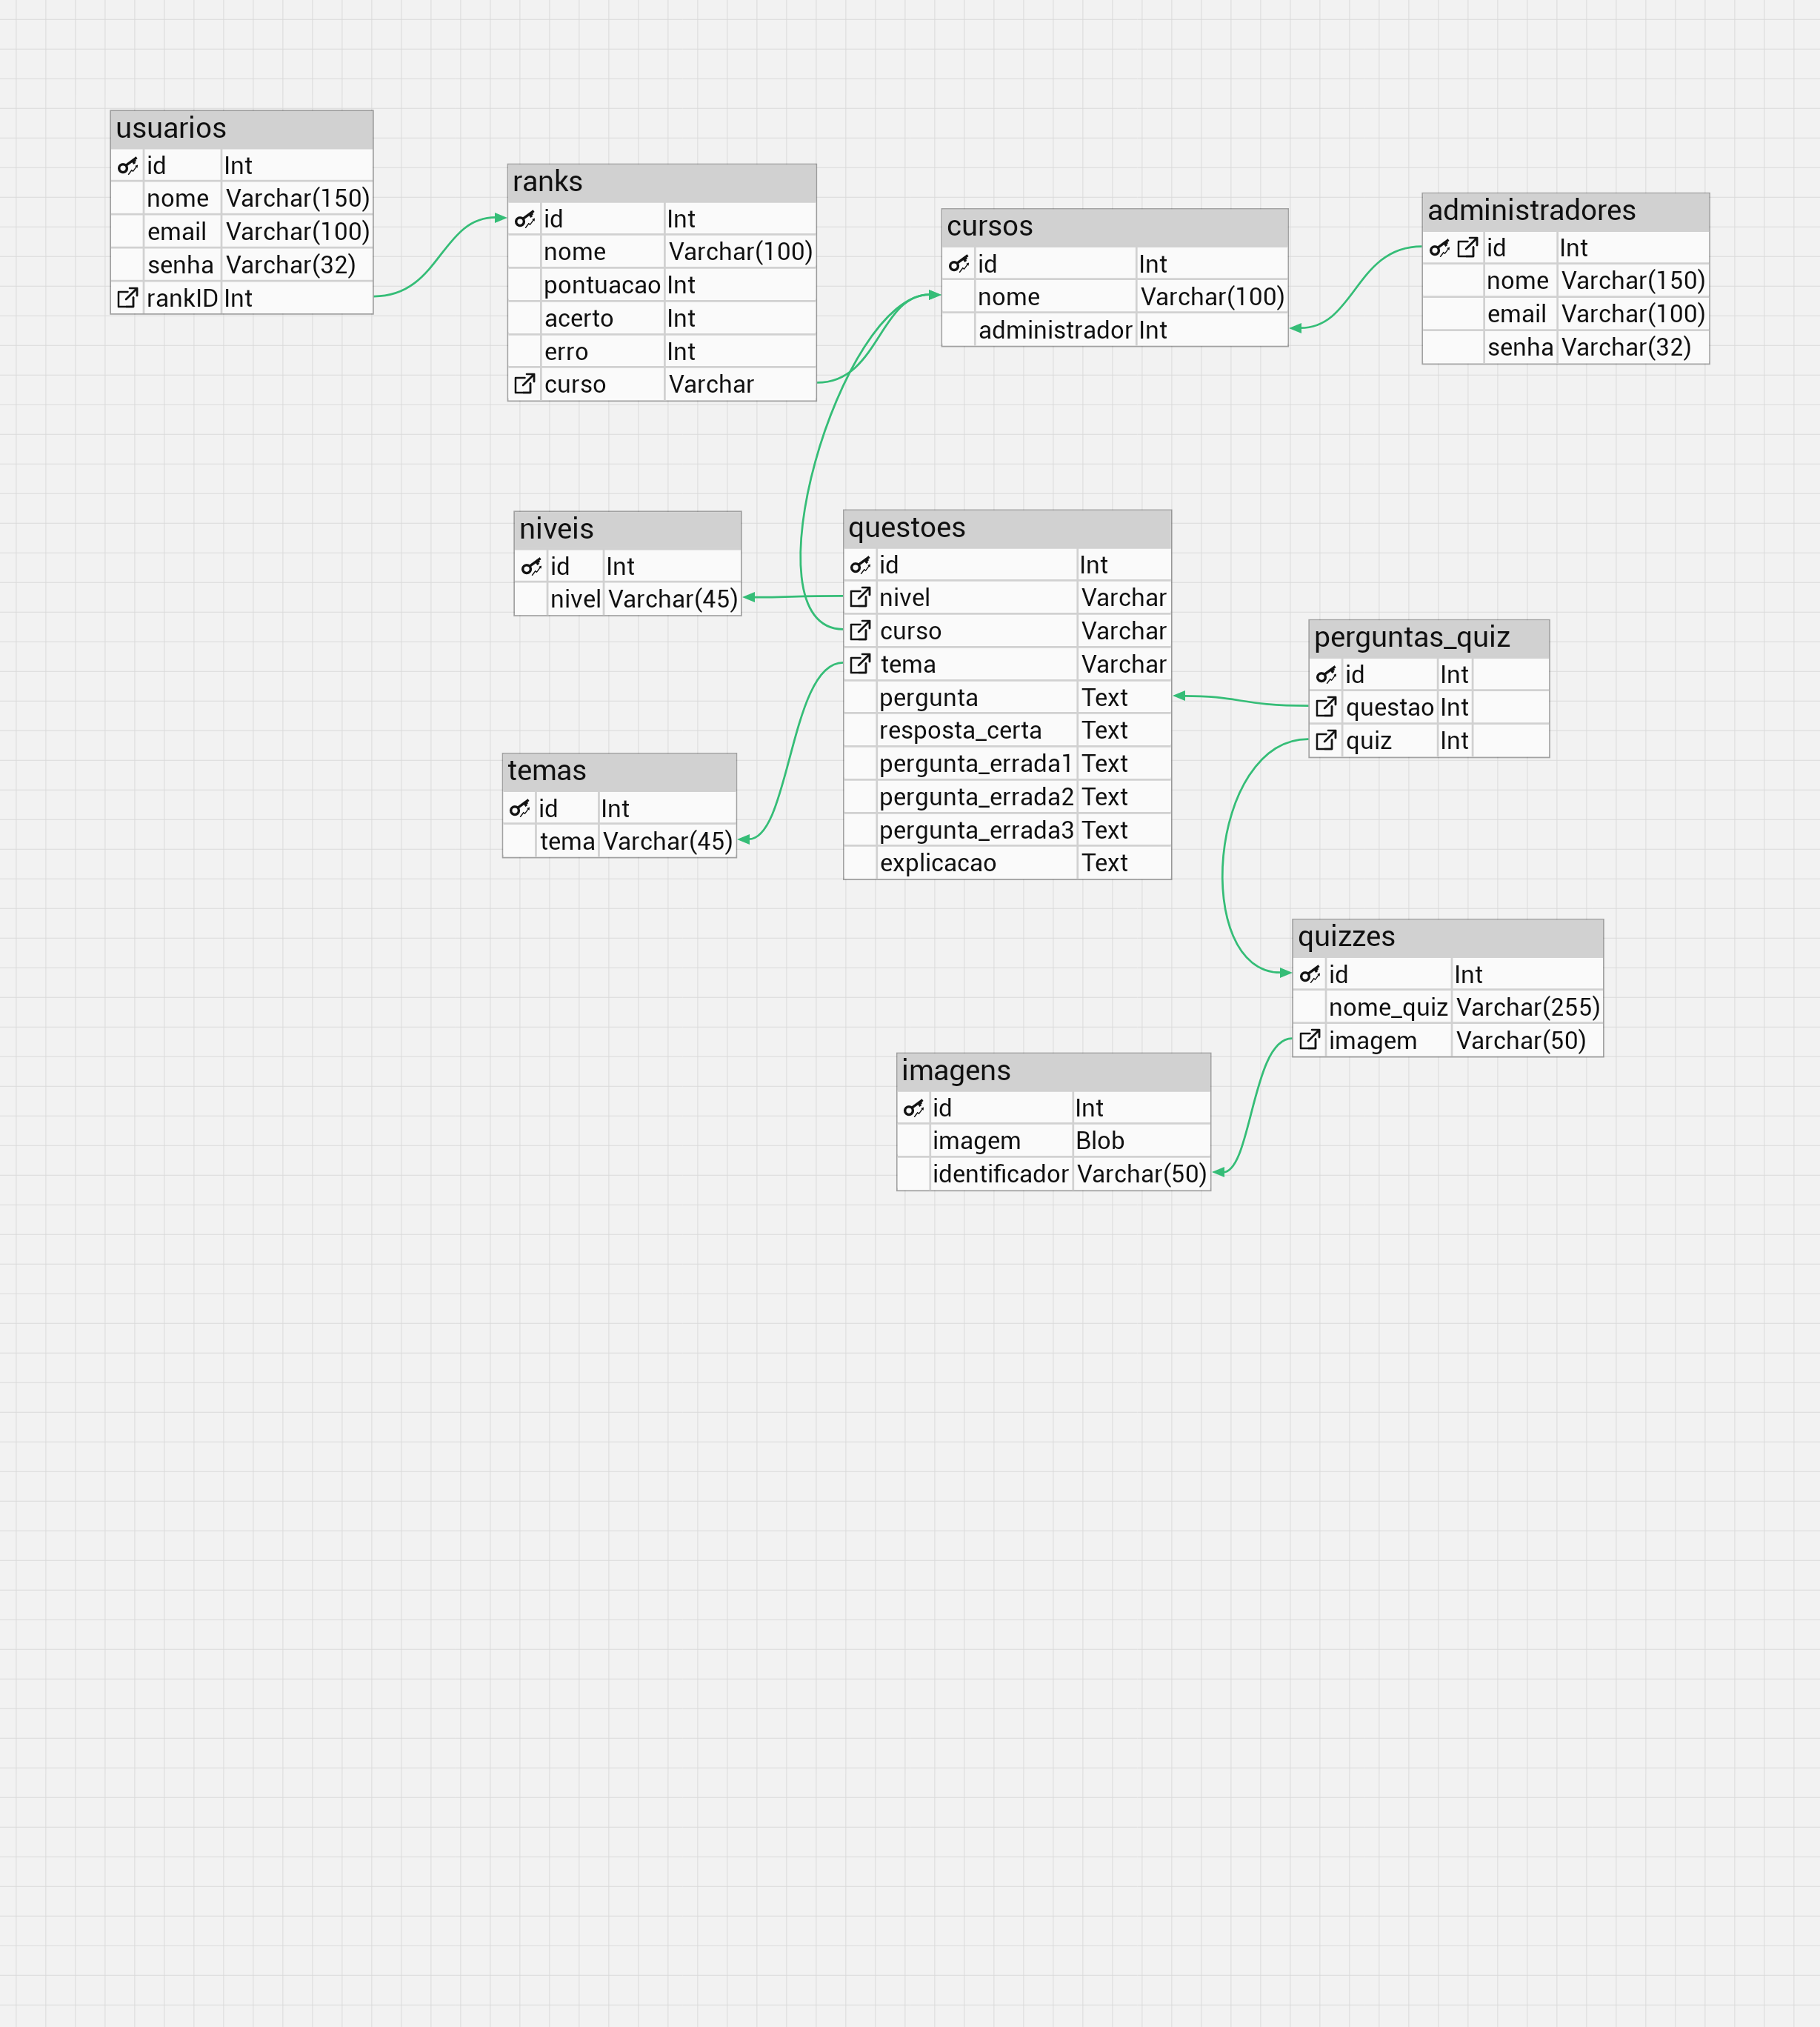 usuarios
id Int
nome Varchar(150)
email Varchar(100)
senha Varchar(32)
rankID Int
ranks
id Int
nome Varchar(100)
pontuacao Int
acerto Int
erro Int
curso Varchar
cursos
id Int
nome Varchar(100)
administrador Int
administradores
id Int
nome Varchar(150)
email Varchar(100)
senha Varchar(32)
niveis
id Int
nivel Varchar(45)
questoes
id Int
nivel Varchar
curso Varchar
tema Varchar
pergunta Text
resposta_certa Text
pergunta_errada1 Text
pergunta_errada2 Text
pergunta_errada3 Text
explicacao Text
perguntas_quiz
id Int
questao Int
quiz Int
temas
id Int
tema Varchar(45)
quizzes
id Int
nome_quiz Varchar(255)
imagem Varchar(50)
imagens
id Int
imagem Blob
identificador Varchar(50)